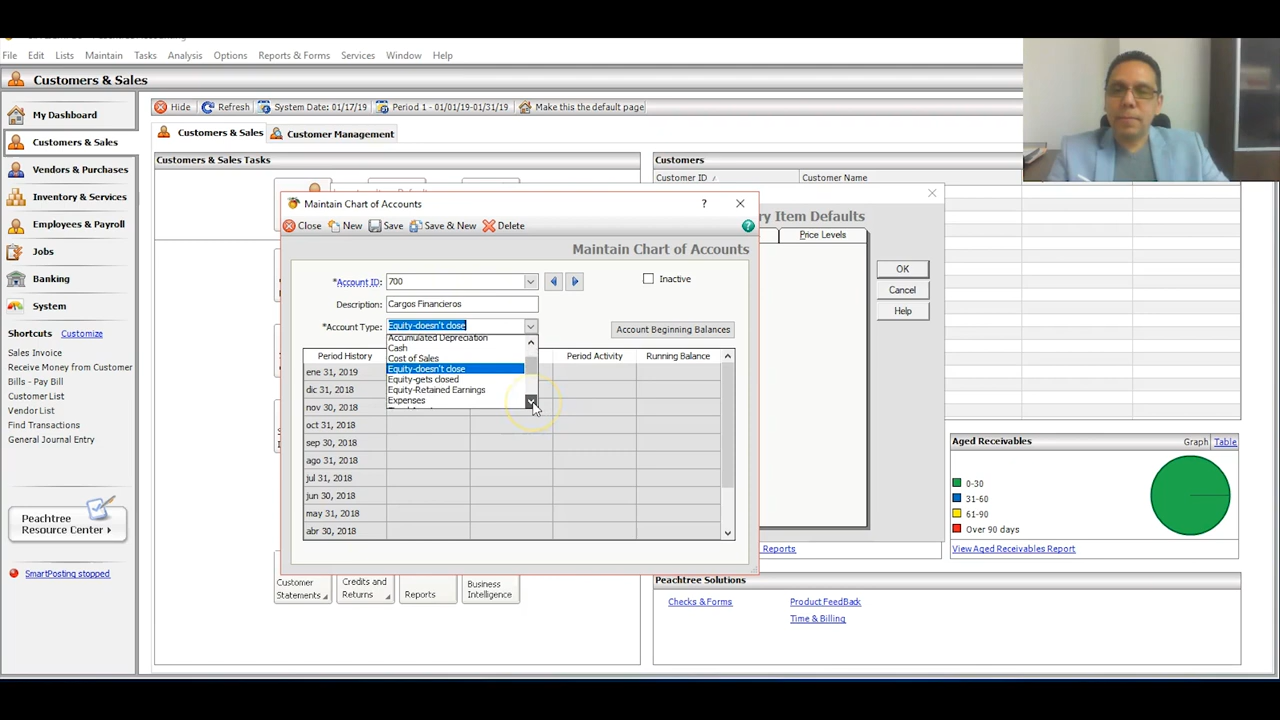 File Edit Lists Maintain Tasks Analysis Options Reports & Forms Services Window Help
Customers & Sales
Hide Refresh System Date: 01/17/19 Period 1 - 01/01/19-01/31/19 Make this the default page
My Dashboard
Customers & Sales
Vendors & Purchases
Inventory & Services
Employees & Payroll
Jobs
Banking
System
Shortcuts Customize
Sales Invoice
Receive Money from Customer
Bills - Pay Bill
Customer List
Vendor List
Find Transactions
General Journal Entry
Peachtree
Resource Center
SmartPosting stopped
Customers & Sales Customer Management
Customers & Sales Tasks
Customers
Customer ID / Customer Name
Maintain Chart of Accounts ?
Close New Save Save & New Delete ?
Maintain Chart of Accounts
*Account ID: 700 Inactive
Description: Cargos Financieros
*Account Type: Equity-doesn't close Account Beginning Balances
Accumulated Depreciation
Cash
Cost of Sales
Equity-doesn't close
Equity-gets closed
Equity-Retained Earnings
Expenses
Period History Period Activity Running Balance
ene 31, 2019
dic 31, 2018
nov 30, 2018
oct 31, 2018
sep 30, 2018
ago 31, 2018
jul 31, 2018
jun 30, 2018
may 31, 2018
abr 30, 2018
ry Item Defaults
Price Levels
OK
Cancel
Help
Reports
Aged Receivables Graph Table
0-30
31-60
61-90
Over 90 days
View Aged Receivables Report
Customer
Statements
Credits and
Returns
Reports
Business
Intelligence
Peachtree Solutions
Checks & Forms Product FeedBack
Time & Billing